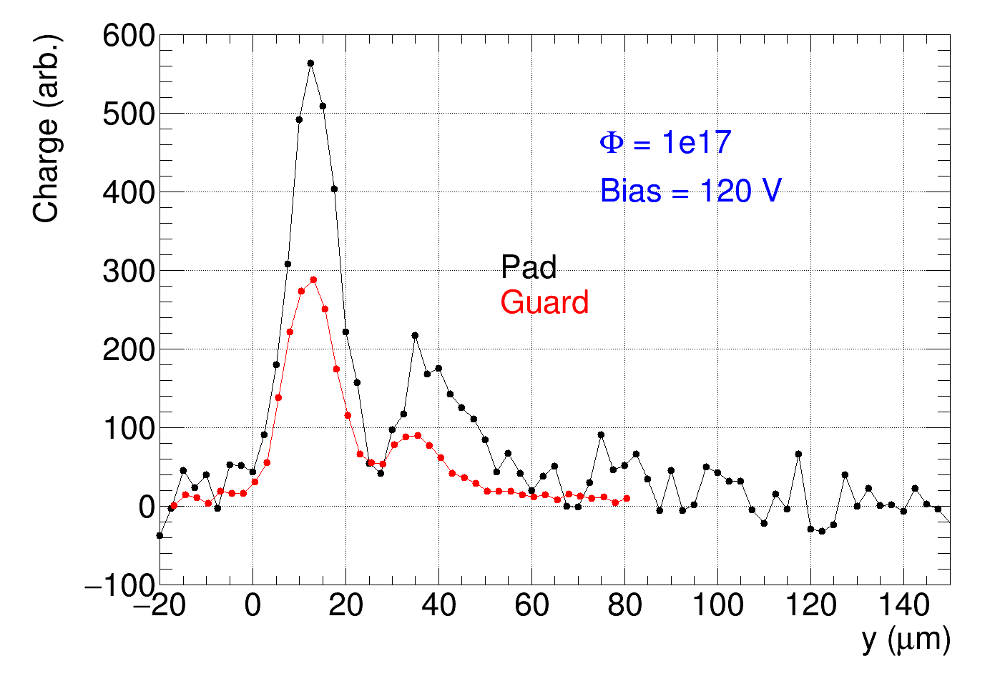 Charge (arb.)
600
500
400
300
200
100
0
−100
Φ = 1e17
Bias = 120 V
Pad
Guard
−20 0 20 40 60 80 100 120 140
y (μm)